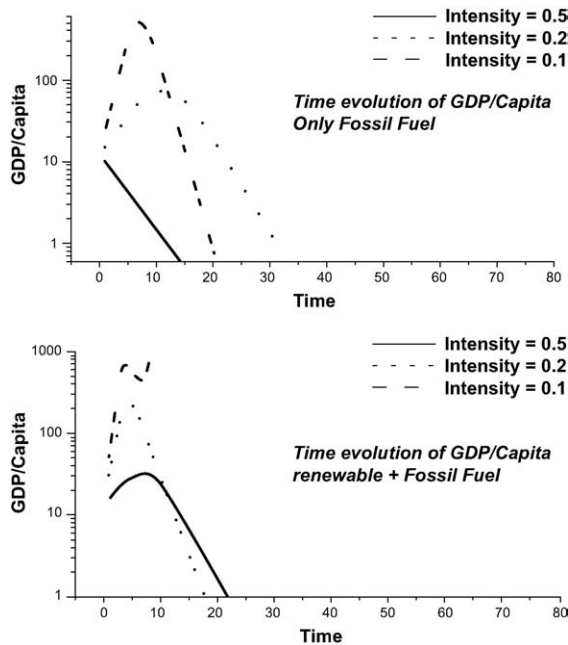 Intensity = 0.5
Intensity = 0.2
Intensity = 0.1
Time evolution of GDP/Capita
Only Fossil Fuel
GDP/Capita
100
10
1
0 10 20 30 40 50 60 70 80
Time
Intensity = 0.5
Intensity = 0.2
Intensity = 0.1
Time evolution of GDP/Capita
renewable + Fossil Fuel
GDP/Capita
1000
100
10
1
0 10 20 30 40 50 60 70 80
Time